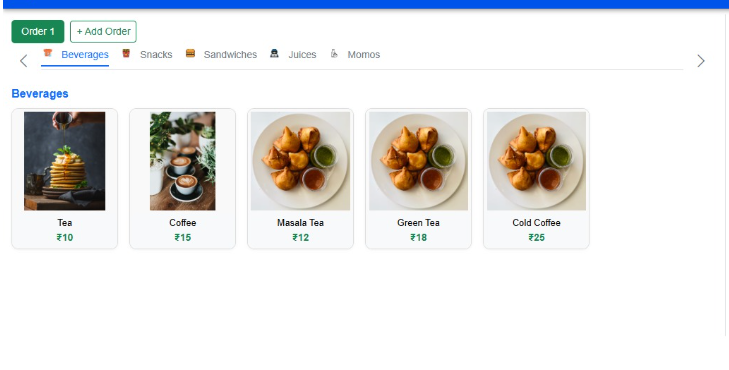 Order 1
+ Add Order
Beverages Snacks Sandwiches Juices Momos
Beverages
Tea
₹10
Coffee
₹15
Masala Tea
₹12
Green Tea
₹18
Cold Coffee
₹25